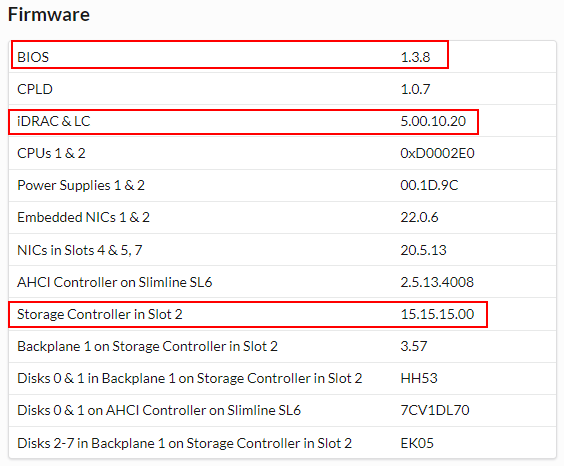 Firmware
BIOS 1.3.8
CPLD 1.0.7
iDRAC & LC 5.00.10.20
CPUs 1 & 2 0xD0002E0
Power Supplies 1 & 2 00.1D.9C
Embedded NICs 1 & 2 22.0.6
NICs in Slots 4 & 5, 7 20.5.13
AHCI Controller on Slimline SL6 2.5.13.4008
Storage Controller in Slot 2 15.15.15.00
Backplane 1 on Storage Controller in Slot 2 3.57
Disks 0 & 1 in Backplane 1 on Storage Controller in Slot 2 HH53
Disks 0 & 1 on AHCI Controller on Slimline SL6 7CV1DL70
Disks 2-7 in Backplane 1 on Storage Controller in Slot 2 EK05